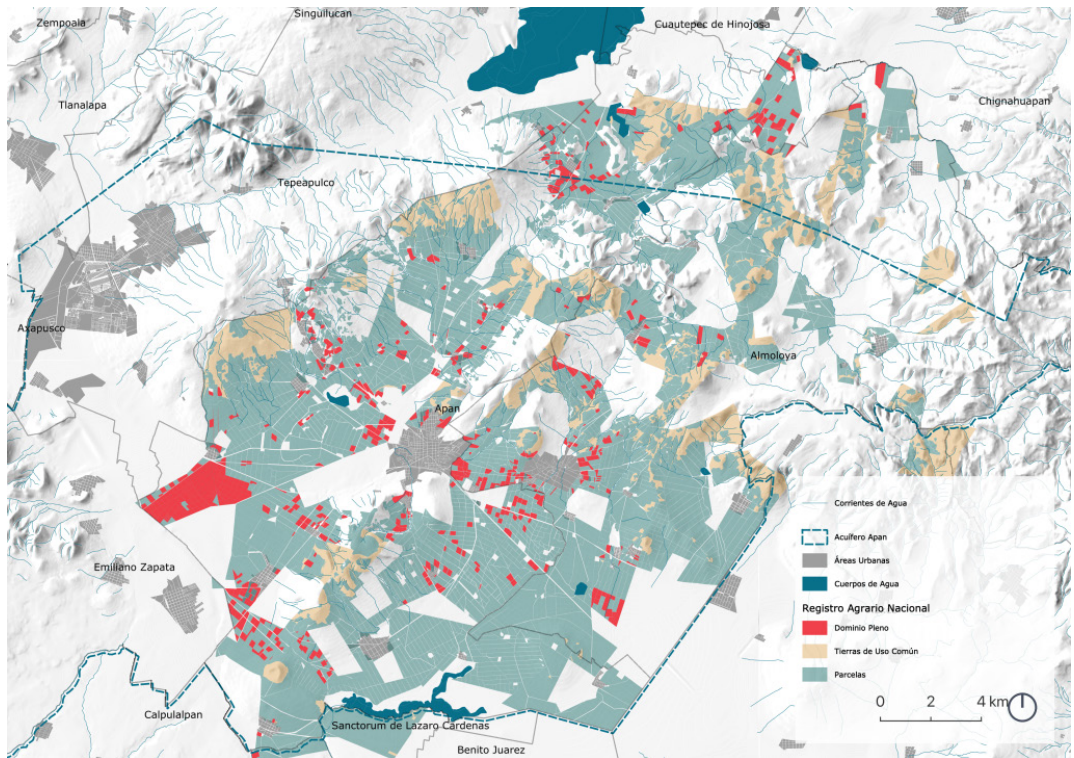 Singuilucan
Zempoala
Cuautepec de Hinojosa
Tlanalapa
Chignahuapan
Tepeapulco
Axapusco
Almoloya
Apan
Emiliano Zapata
Calpulalpan
Sanctorum de Lazaro Cardenas
Benito Juarez
Corrientes de Agua
Acuífero Apan
Áreas Urbanas
Cuerpos de Agua
Registro Agrario Nacional
Dominio Pleno
Tierras de Uso Común
Parcelas
0 2 4 km